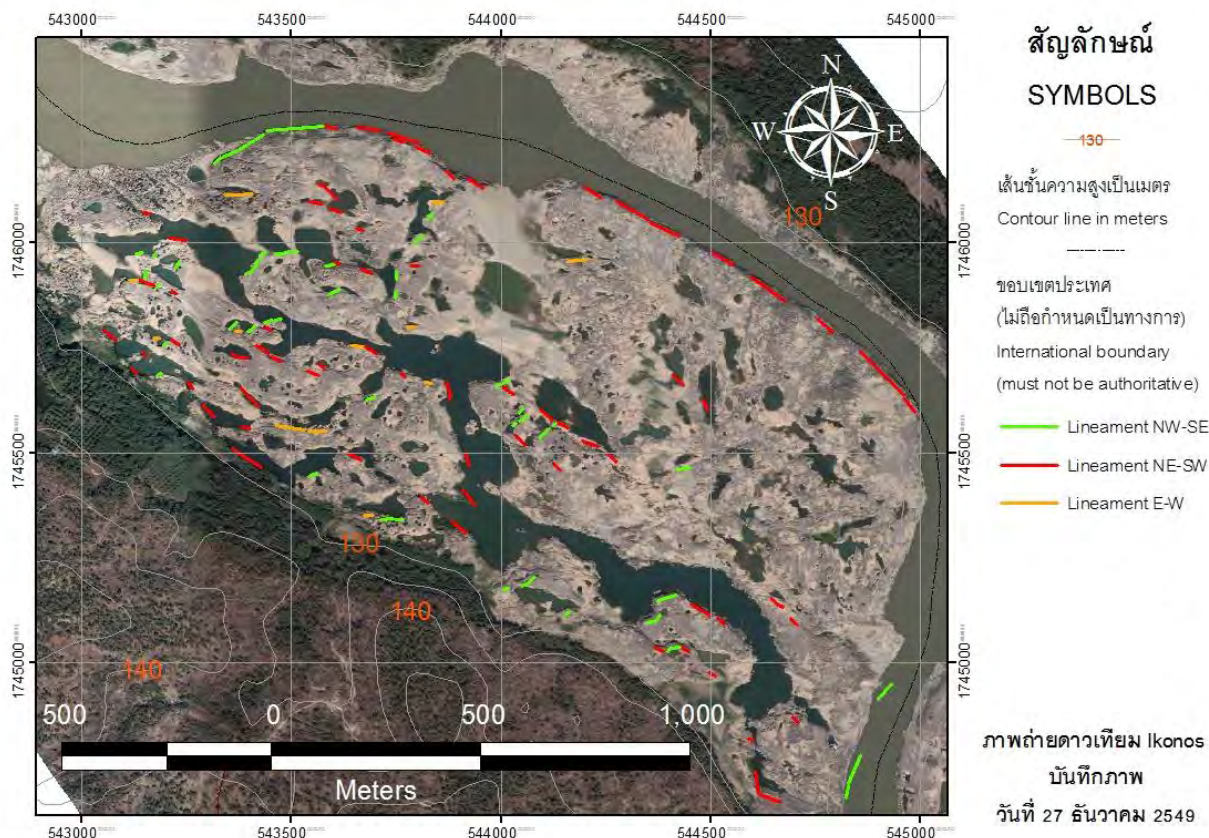 543000 543500 544000 544500 545000
สัญลักษณ์
SYMBOLS
130
เส้นชั้นความสูงเป็นเมตร
Contour line in meters
ขอบเขตประเทศ
(ไม่ถือกำหนดเป็นทางการ)
International boundary
(must not be authoritative)
Lineament NW-SE
Lineament NE-SW
Lineament E-W
ภาพถ่ายดาวเทียม Ikonos
บันทึกภาพ
วันที่ 27 ธันวาคม 2549
N
W E
S
130
1746000 1746000
1745500 1745500
130
140
1745000 1745000
140
500 0 500 1,000
Meters
543000 543500 544000 544500 545000